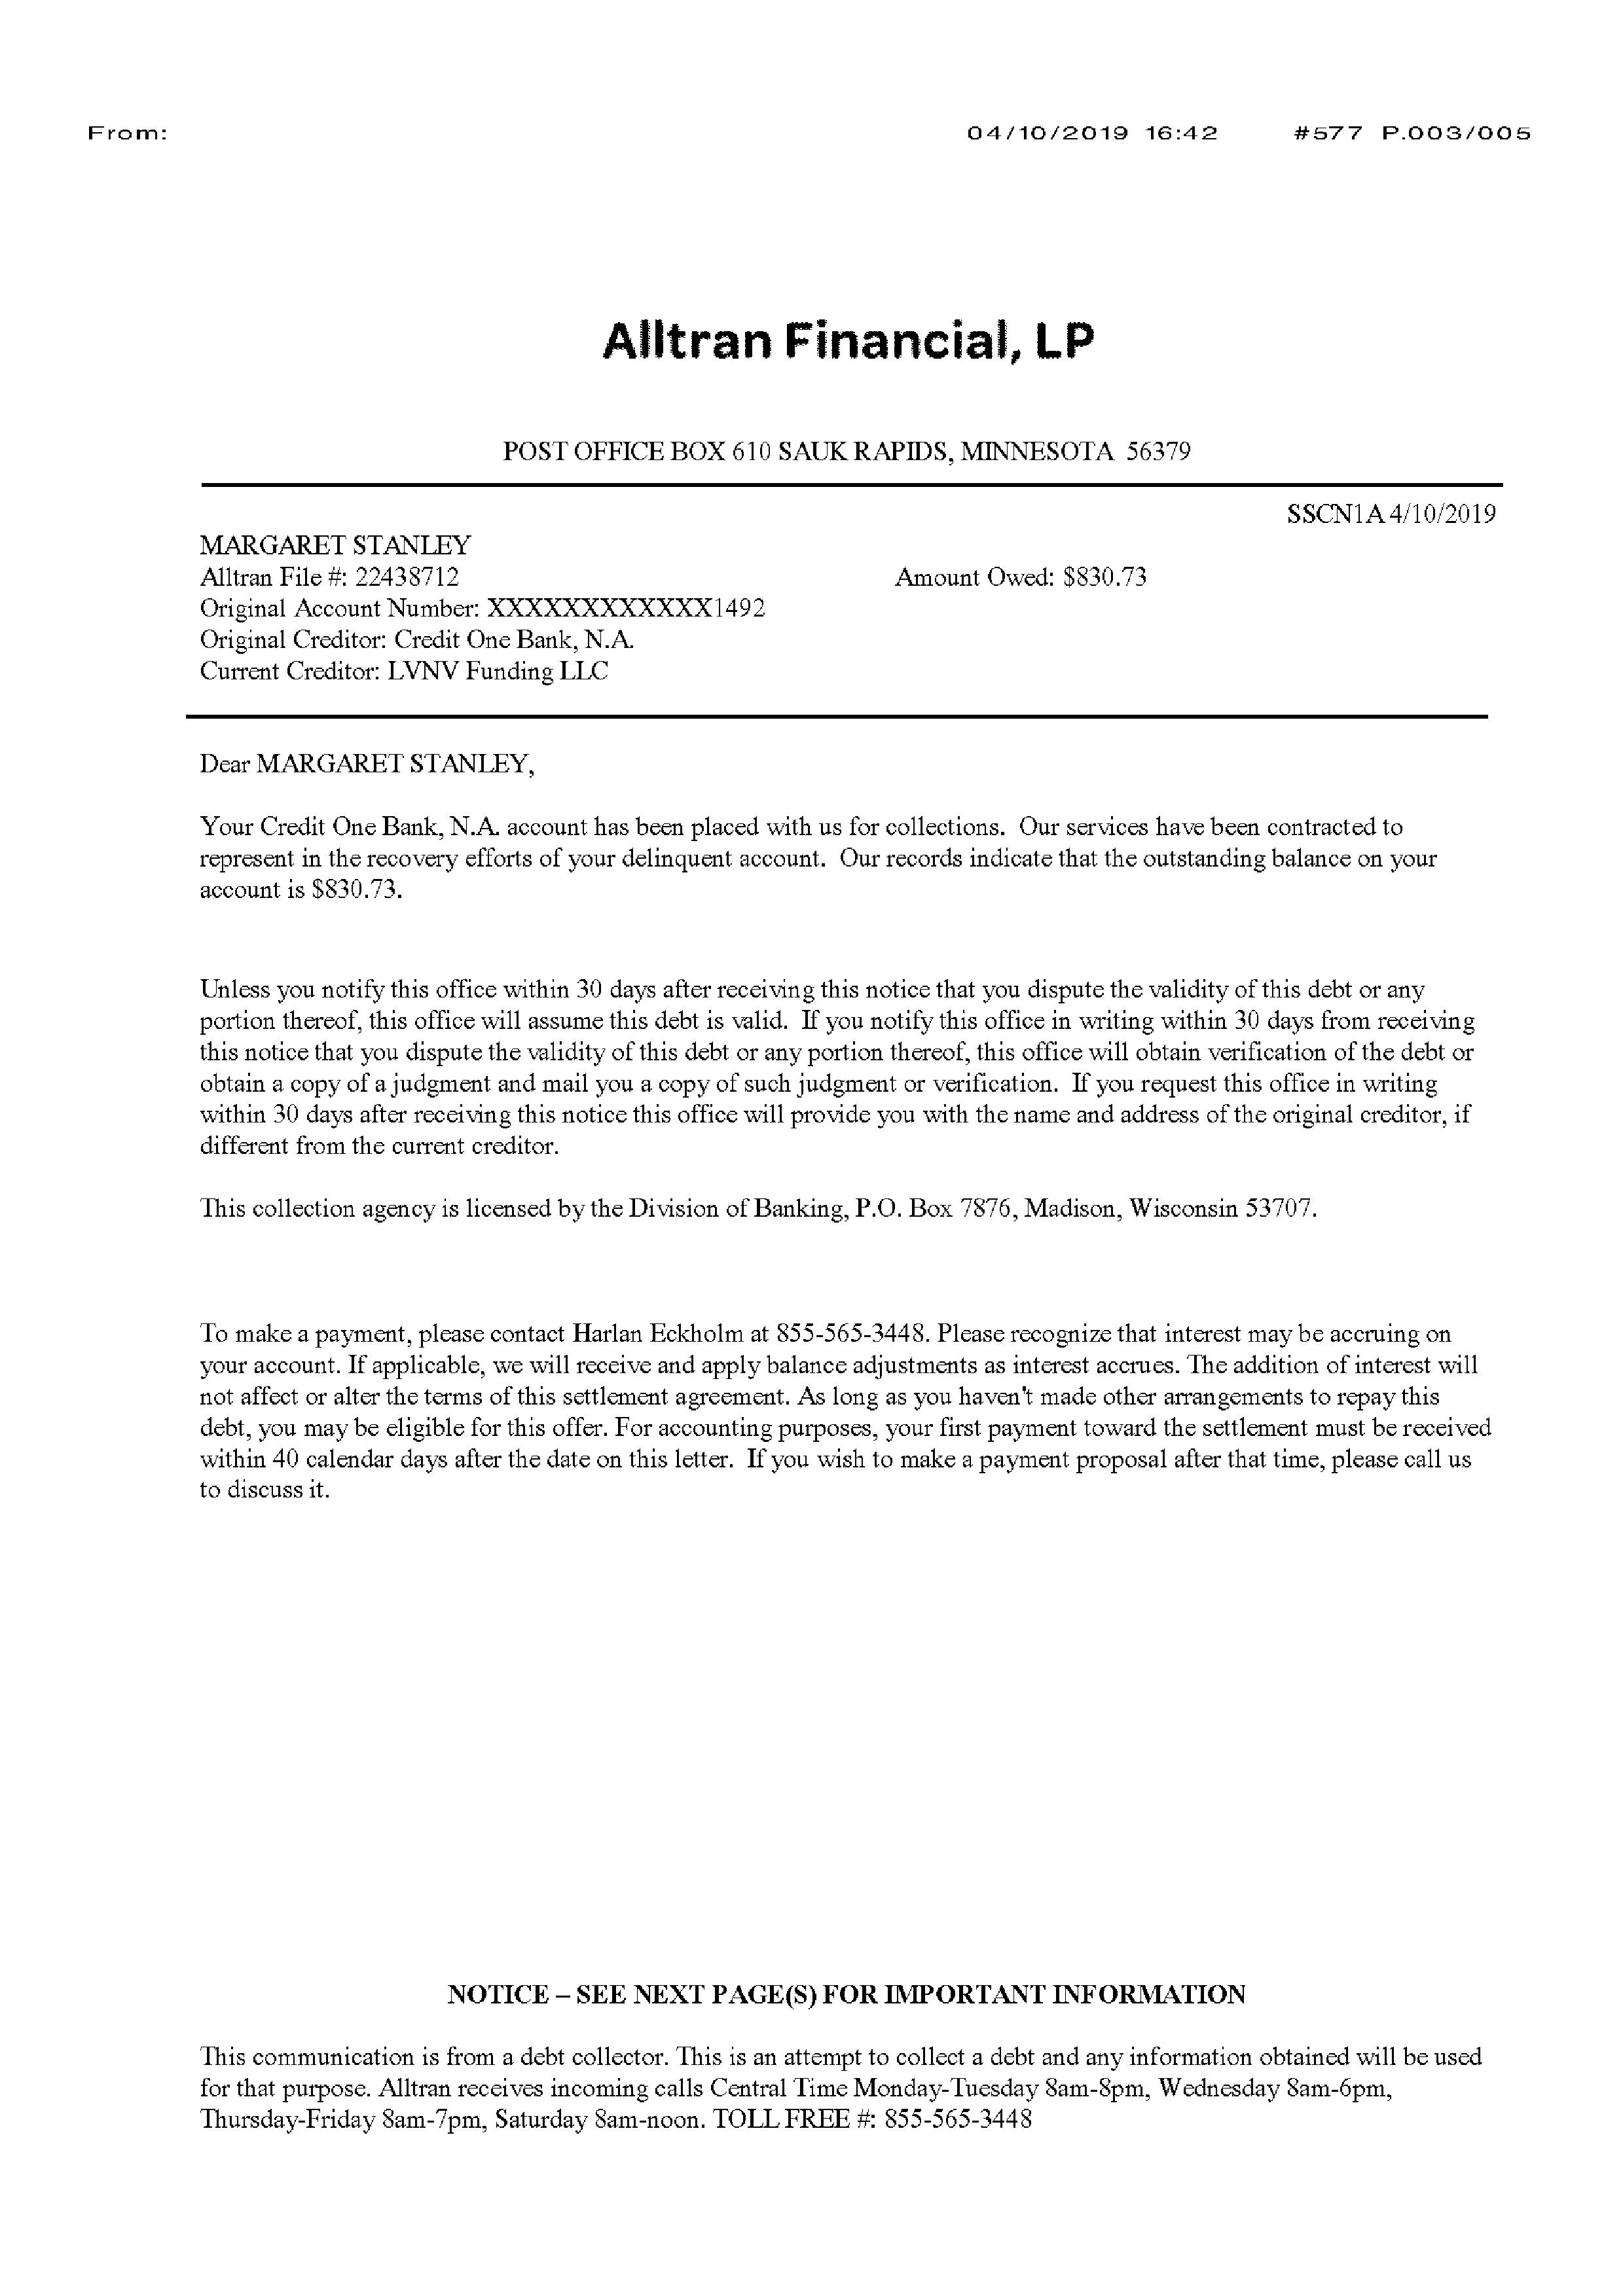 From: 04/10/2019 16:42 #577 P.003/005
Alltran Financial, LP
POST OFFICE BOX 610 SAUK RAPIDS, MINNESOTA 56379
SSCN1A 4/10/2019
MARGARET STANLEY
Alltran File #: 22438712 Amount Owed: $830.73
Original Account Number: XXXXXXXXXXXX1492
Original Creditor: Credit One Bank, N.A.
Current Creditor: LVNV Funding LLC
Dear MARGARET STANLEY,
Your Credit One Bank, N.A. account has been placed with us for collections. Our services have been contracted to
represent in the recovery efforts of your delinquent account. Our records indicate that the outstanding balance on your
account is $830.73.
Unless you notify this office within 30 days after receiving this notice that you dispute the validity of this debt or any
portion thereof, this office will assume this debt is valid. If you notify this office in writing within 30 days from receiving
this notice that you dispute the validity of this debt or any portion thereof, this office will obtain verification of the debt or
obtain a copy of a judgment and mail you a copy of such judgment or verification. If you request this office in writing
within 30 days after receiving this notice this office will provide you with the name and address of the original creditor, if
different from the current creditor.
This collection agency is licensed by the Division of Banking, P.O. Box 7876, Madison, Wisconsin 53707.
To make a payment, please contact Harlan Eckholm at 855-565-3448. Please recognize that interest may be accruing on
your account. If applicable, we will receive and apply balance adjustments as interest accrues. The addition of interest will
not affect or alter the terms of this settlement agreement. As long as you haven't made other arrangements to repay this
debt, you may be eligible for this offer. For accounting purposes, your first payment toward the settlement must be received
within 40 calendar days after the date on this letter. If you wish to make a payment proposal after that time, please call us
to discuss it.
NOTICE – SEE NEXT PAGE(S) FOR IMPORTANT INFORMATION
This communication is from a debt collector. This is an attempt to collect a debt and any information obtained will be used
for that purpose. Alltran receives incoming calls Central Time Monday-Tuesday 8am-8pm, Wednesday 8am-6pm,
Thursday-Friday 8am-7pm, Saturday 8am-noon. TOLL FREE #: 855-565-3448